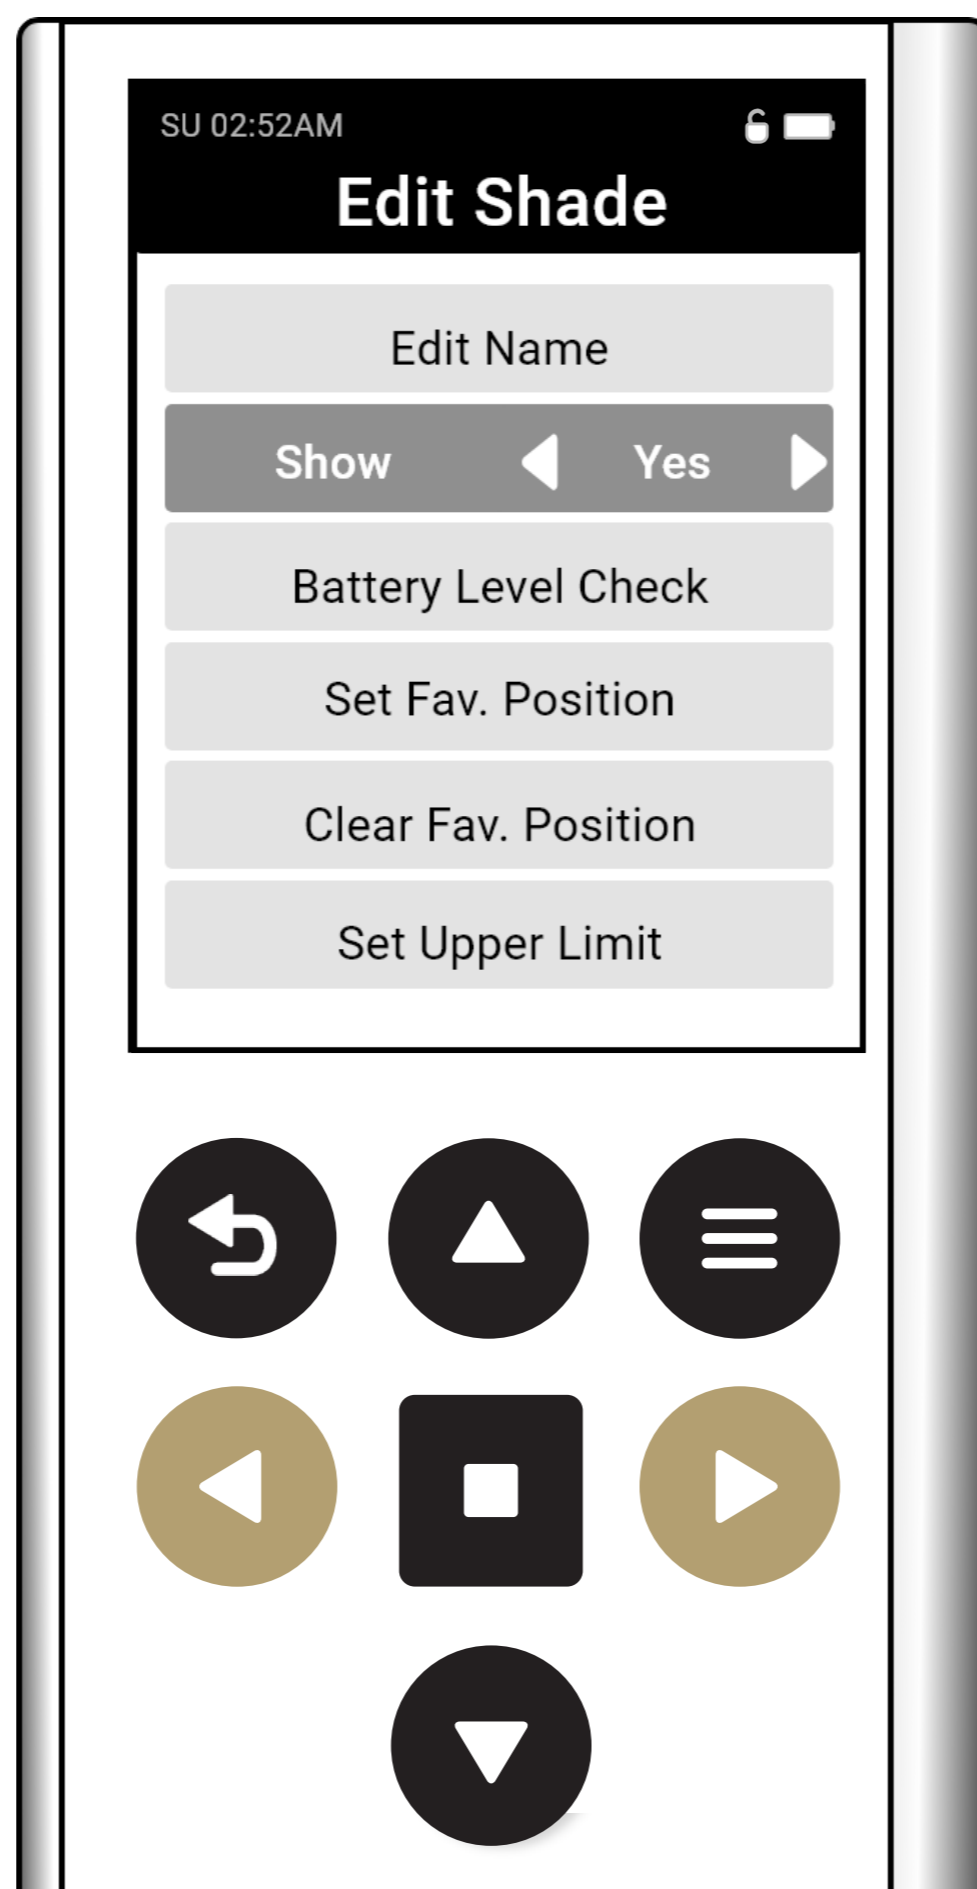 SU 02:52AM
Edit Shade
Edit Name
Show Yes
Battery Level Check
Set Fav. Position
Clear Fav. Position
Set Upper Limit